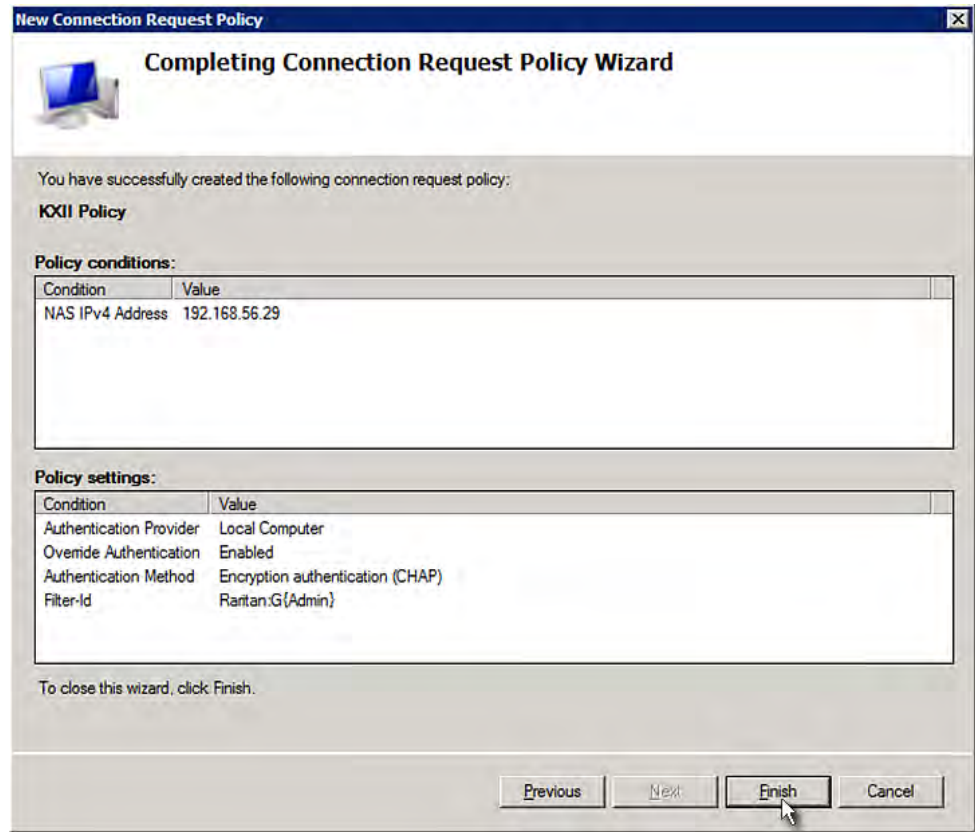 New Connection Request Policy
Completing Connection Request Policy Wizard
You have successfully created the following connection request policy:
KXII Policy
Policy conditions:
Condition Value
NAS IPv4 Address 192.168.56.29
Policy settings:
Condition Value
Authentication Provider Local Computer
Override Authentication Enabled
Authentication Method Encryption authentication (CHAP)
Filter-Id Raritan:G{Admin}
To close this wizard, click Finish.
Previous Next Finish Cancel